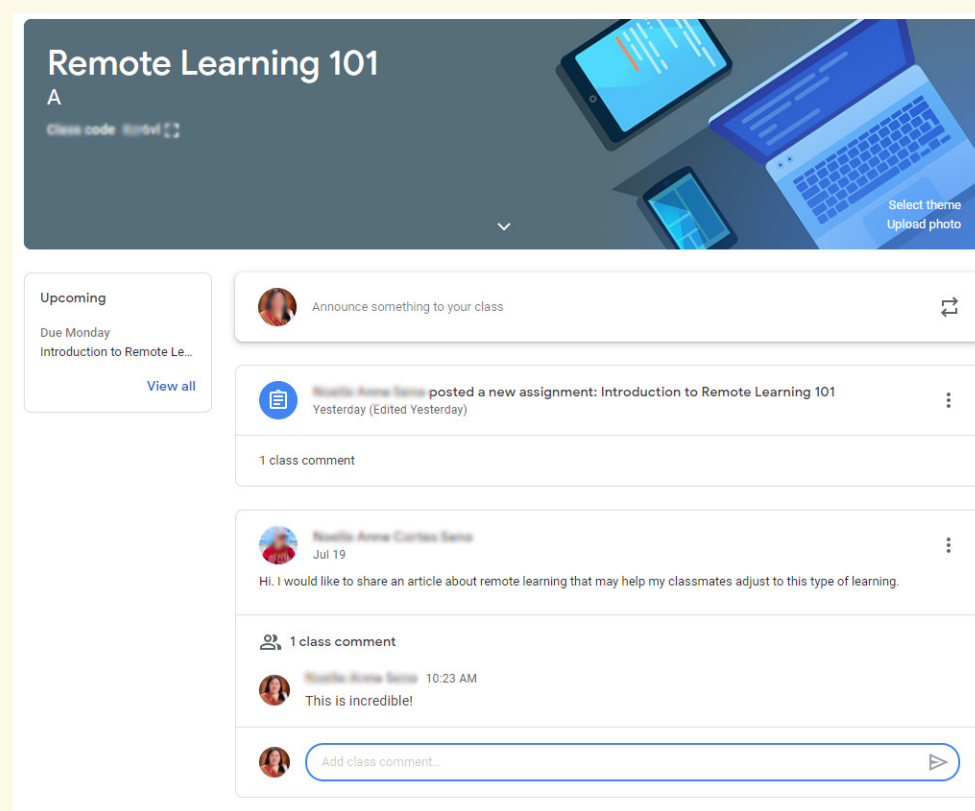 Remote Learning 101
A
code
Select theme
Upload photo
Upcoming
Due Monday
Introduction to Remote Le...
View all
Announce something to your class
posted a new assignment: Introduction to Remote Learning 101
Yesterday (Edited Yesterday)
1 class comment
Jul 19
Hi. I would like to share an article about remote learning that may help my classmates adjust to this type of learning.
1 class comment
10:23 AM
This is incredible!
Add class comment...